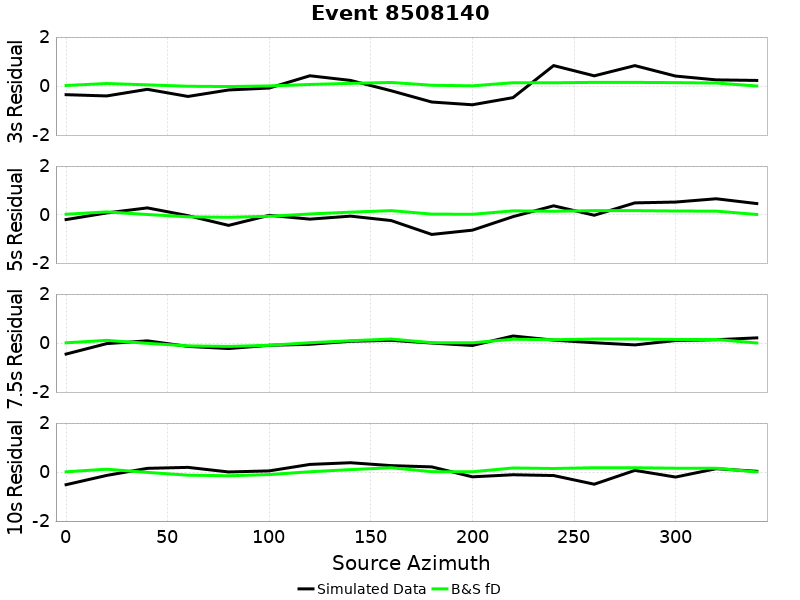 Event 8508140
3s Residual
2
0
-2
5s Residual
2
0
-2
7.5s Residual
2
0
-2
10s Residual
2
0
-2
0 50 100 150 200 250 300
Source Azimuth
Simulated Data B&S fD